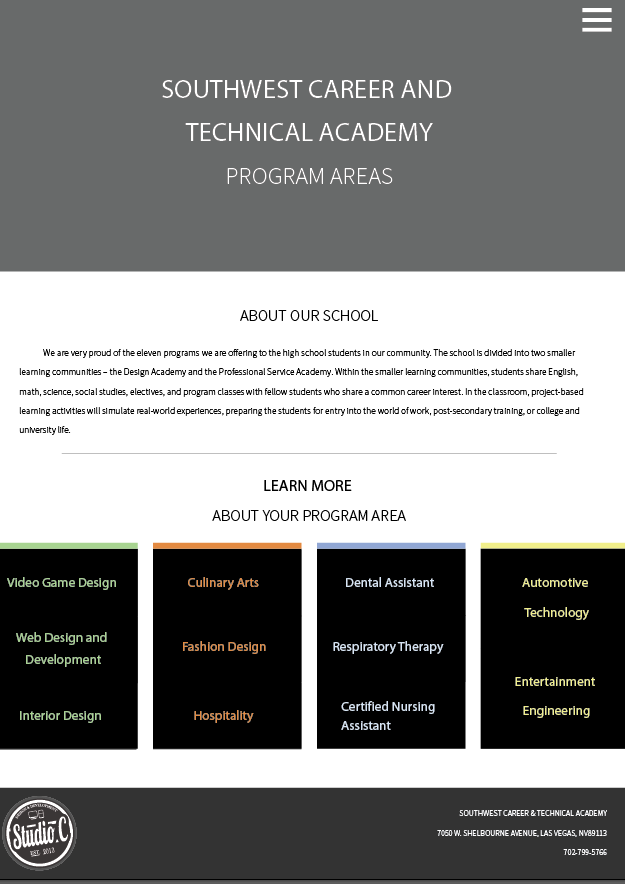 SOUTHWEST CAREER AND
TECHNICAL ACADEMY
PROGRAM AREAS
ABOUT OUR SCHOOL
We are very proud of the eleven programs we are offering to the high school students in our community. The school is divided into two smaller
learning communities – the Design Academy and the Professional Service Academy. Within the smaller learning communities, students share English,
math, science, social studies, electives, and program classes with fellow students who share a common career interest. In the classroom, project-based
learning activities will simulate real-world experiences, preparing the students for entry into the world of work, post-secondary training, or college and
university life.
LEARN MORE
ABOUT YOUR PROGRAM AREA
Video Game Design
Web Design and
Development
Interior Design
Culinary Arts
Fashion Design
Hospitality
Dental Assistant
Respiratory Therapy
Certified Nursing
Assistant
Automotive
Technology
Entertainment
Engineering
Studio C
EST. 2013
SOUTHWEST CAREER & TECHNICAL ACADEMY
7050 W. SHELBOURNE AVENUE, LAS VEGAS, NV89113
702-799-5766